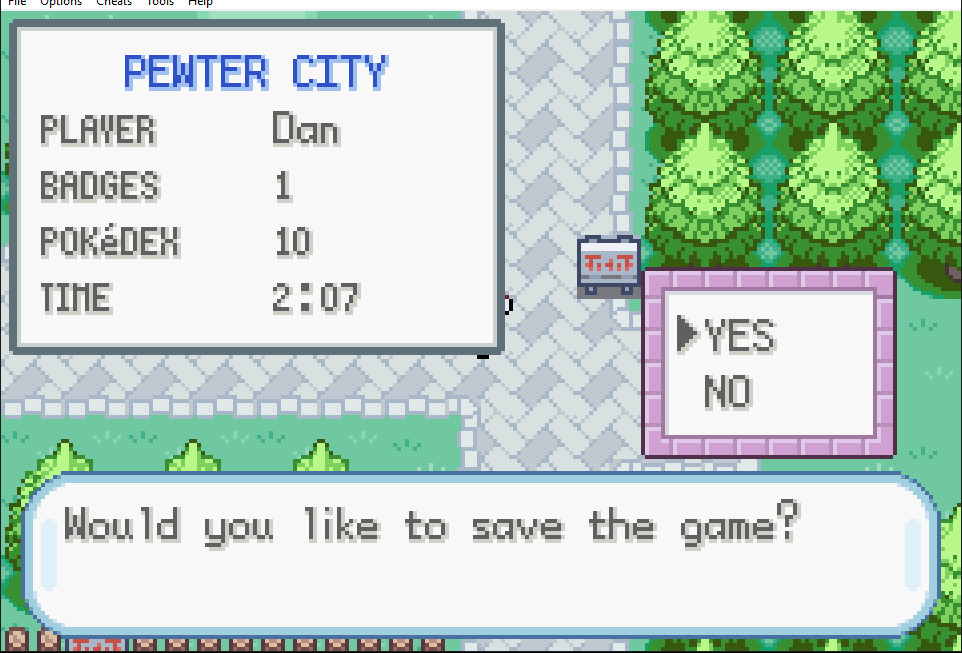 File Options Cheats Tools Help
PEWTER CITY
PLAYER Dan
BADGES 1
POKéDEX 10
TIME 2:07
YES
NO
Would you like to save the game?